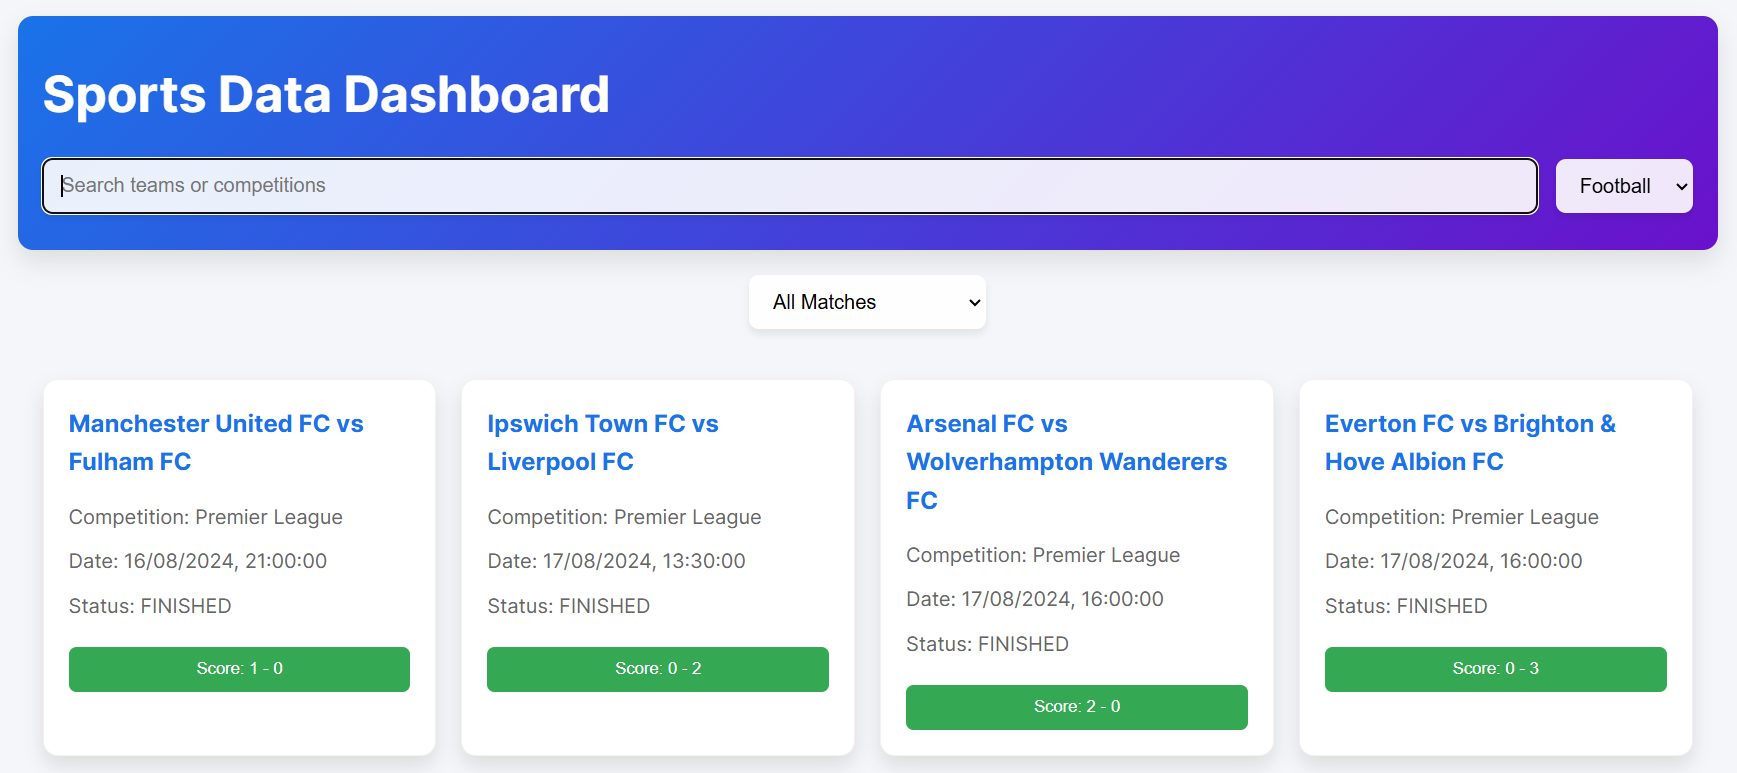 Sports Data Dashboard
Search teams or competitions
Football
All Matches
Manchester United FC vs
Fulham FC
Competition: Premier League
Date: 16/08/2024, 21:00:00
Status: FINISHED
Score: 1 - 0
Ipswich Town FC vs
Liverpool FC
Competition: Premier League
Date: 17/08/2024, 13:30:00
Status: FINISHED
Score: 0 - 2
Arsenal FC vs
Wolverhampton Wanderers
FC
Competition: Premier League
Date: 17/08/2024, 16:00:00
Status: FINISHED
Score: 2 - 0
Everton FC vs Brighton &
Hove Albion FC
Competition: Premier League
Date: 17/08/2024, 16:00:00
Status: FINISHED
Score: 0 - 3